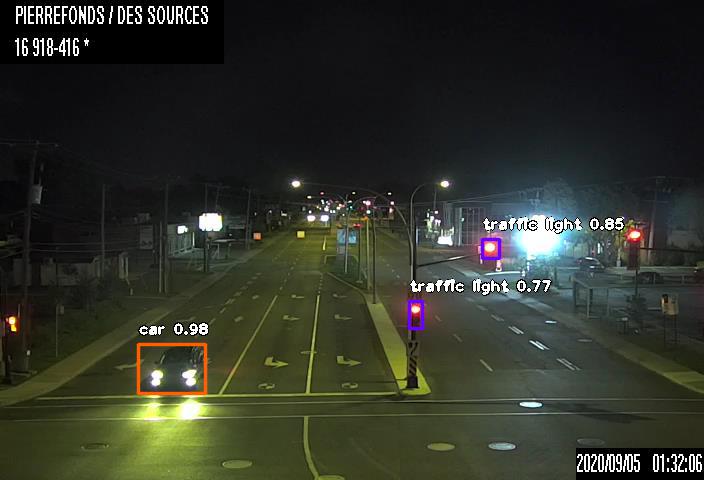 PIERREFONDS / DES SOURCES
16 918-416 *
traffic light 0.85
traffic light 0.77
car 0.98
2020/09/05 01:32:06